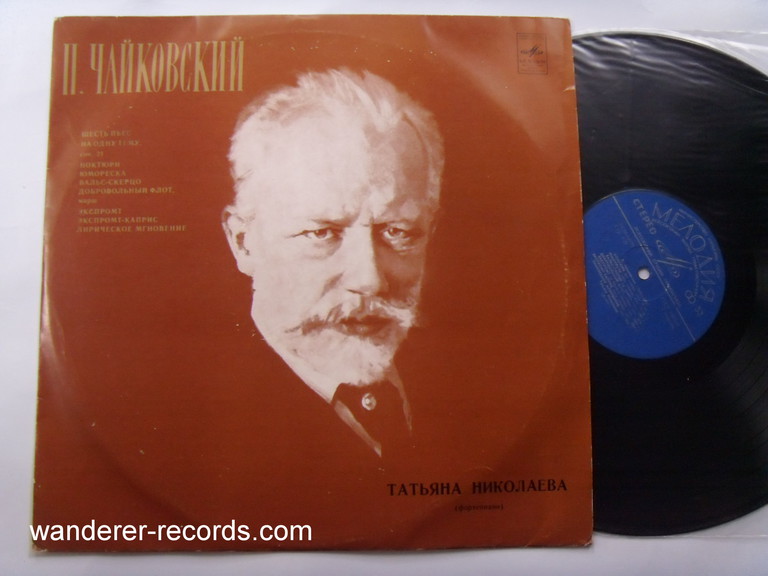 П. ЧАЙКОВСКИЙ
ШЕСТЬ ПЬЕС
НА ОДНУ ТЕМУ,
соч. 21
НОКТЮРН
ЮМОРЕСКА
ВАЛЬС-СКЕРЦО
ДОБРОВОЛЬНЫЙ ФЛОТ,
марш
ЭКСПРОМТ
ЭКСПРОМТ-КАПРИС
ЛИРИЧЕСКОЕ МГНОВЕНИЕ
МЕЛОДИЯ
СТЕРЕО
ТАТЬЯНА НИКОЛАЕВА
(фортепиано)
wanderer-records.com